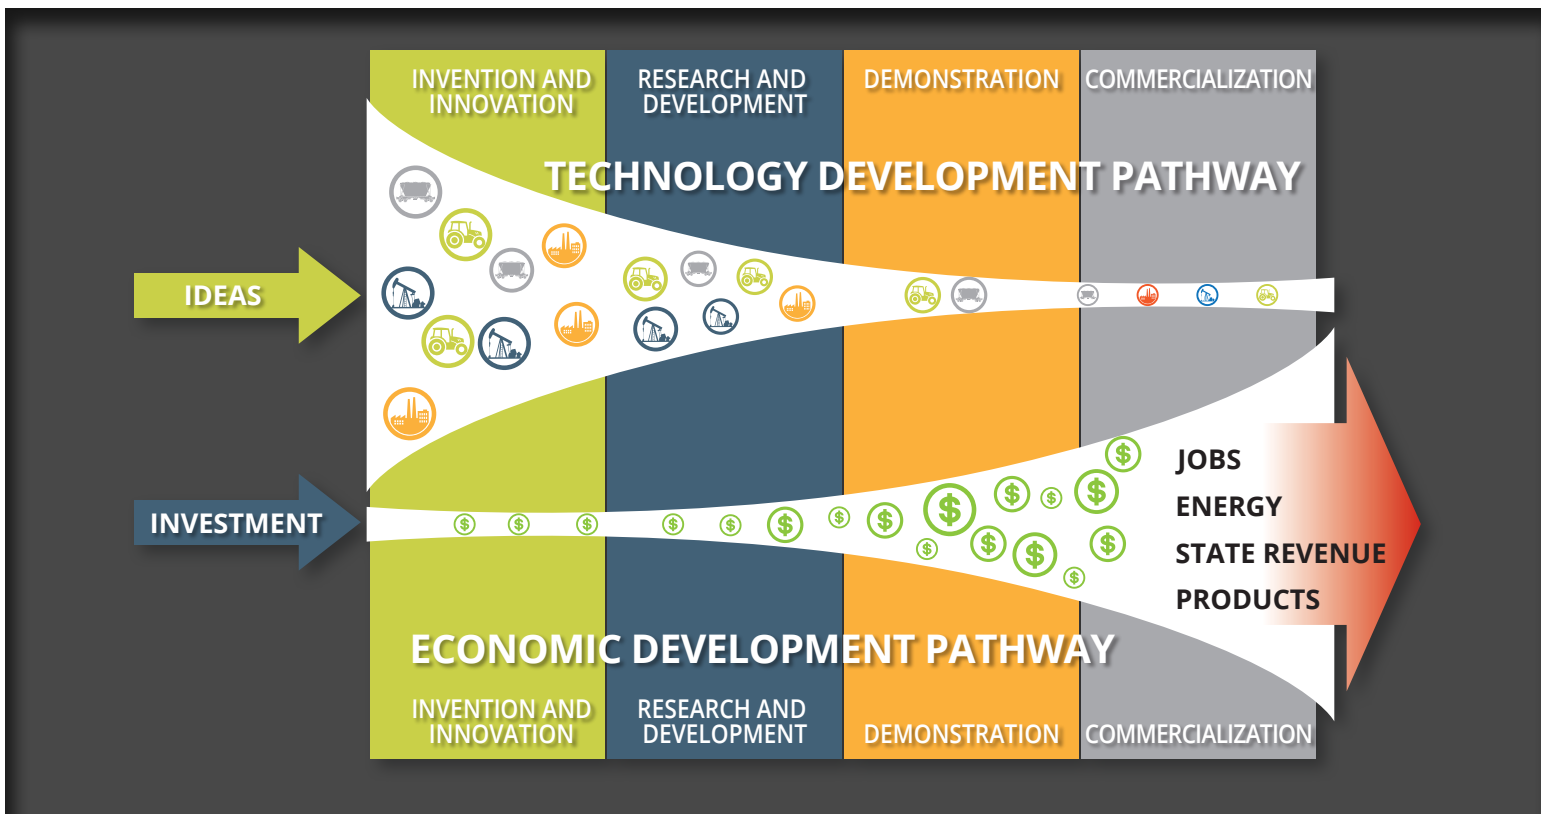 INVENTION AND
INNOVATION
RESEARCH AND
DEVELOPMENT
DEMONSTRATION
COMMERCIALIZATION
TECHNOLOGY DEVELOPMENT PATHWAY
IDEAS
INVESTMENT
$ $ $ $ $ $ $ $ $ $ $ $ $ $ $ $ $ $
JOBS
ENERGY
STATE REVENUE
PRODUCTS
ECONOMIC DEVELOPMENT PATHWAY
INVENTION AND
INNOVATION
RESEARCH AND
DEVELOPMENT
DEMONSTRATION
COMMERCIALIZATION